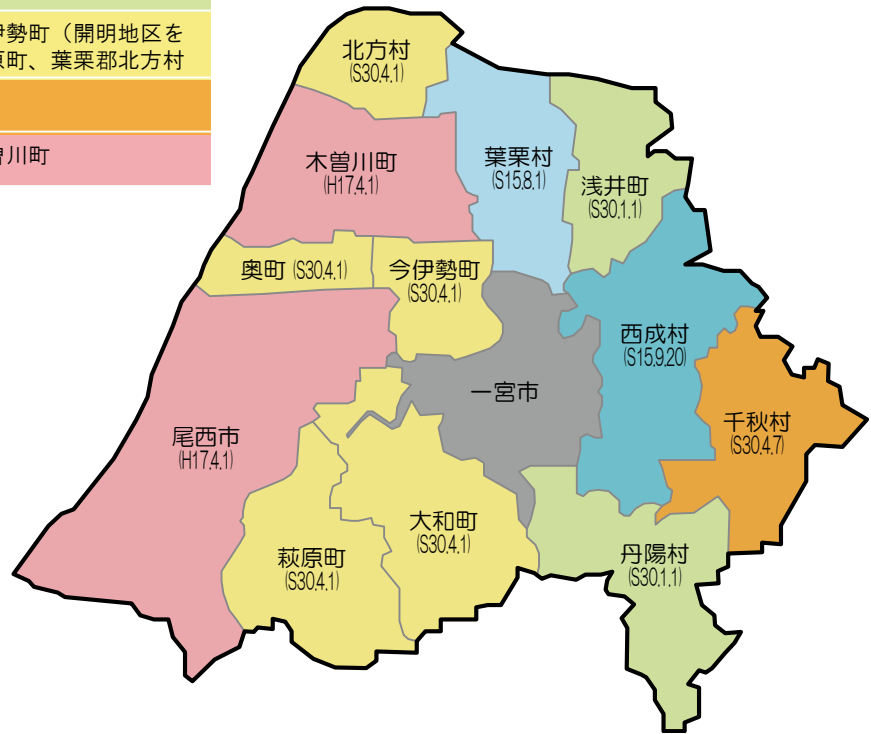 伊勢町（開明地区を
原町、葉栗郡北方村
曽川町
北方村
(S30.4.1)
木曽川町
(H17.4.1)
葉栗村
(S15.8.1)
浅井町
(S30.1.1)
奥町 (S30.4.1)
今伊勢町
(S30.4.1)
西成村
(S15.9.20)
一宮市
千秋村
(S30.4.7)
尾西市
(H17.4.1)
大和町
(S30.4.1)
萩原町
(S30.4.1)
丹陽村
(S30.1.1)